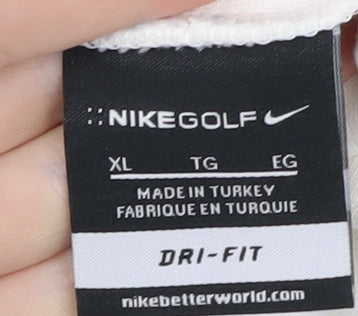 NIKEGOLF
XL TG EG
MADE IN TURKEY
FABRIQUE EN TURQUIE
DRI-FIT
nikebetterworld.com